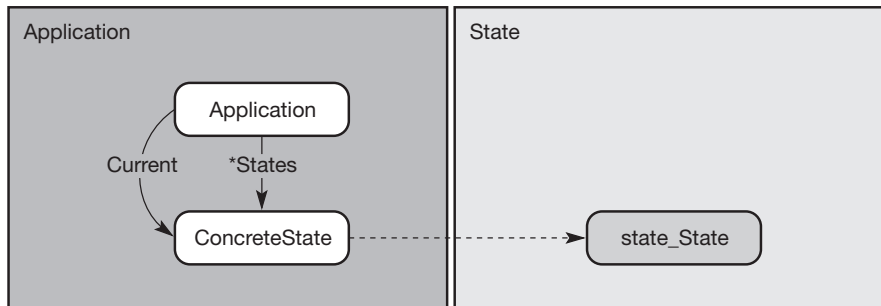 Application
State
Application
Current
*States
ConcreteState
state_State